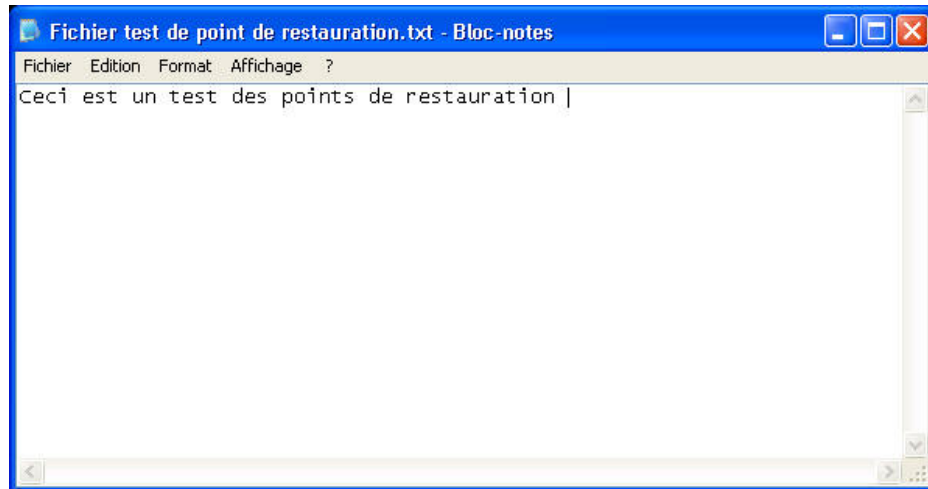 Fichier test de point de restauration.txt - Bloc-notes
Fichier Edition Format Affichage ?
Ceci est un test des points de restauration